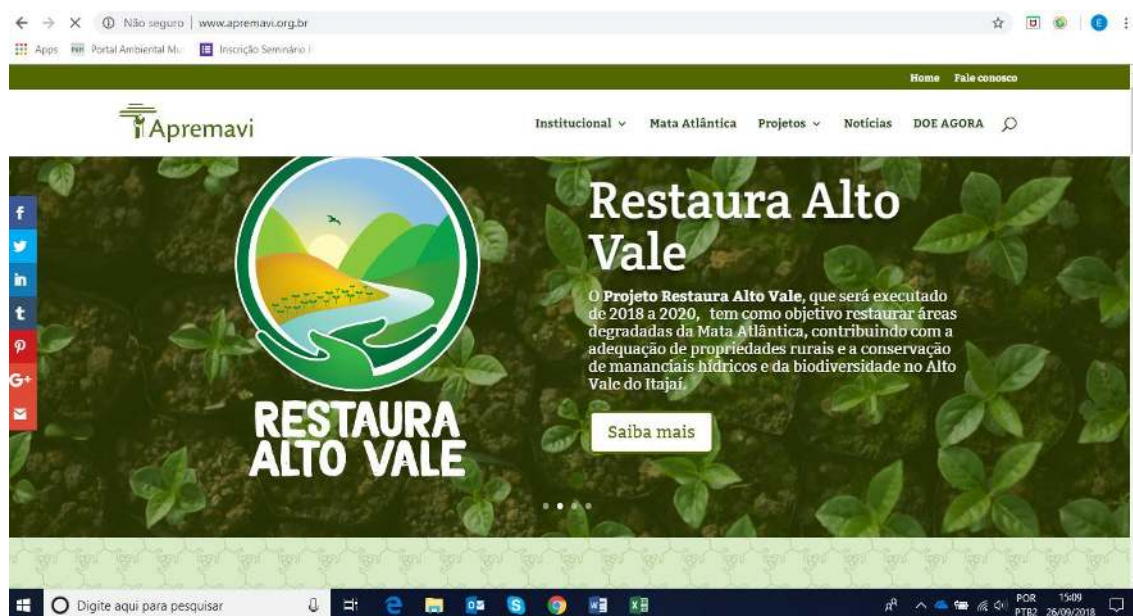 Não seguro | www.apremavi.org.br
Apps Portal Ambiental Mu Inscrição Seminário I
Home Fale conosco
Apremavi
Institucional Mata Atlântica Projetos Notícias DOE AGORA
Restaura Alto
Vale
O Projeto Restaura Alto Vale, que será executado
de 2018 a 2020, tem como objetivo restaurar áreas
degradadas da Mata Atlântica, contribuindo com a
adequação de propriedades rurais e a conservação
de mananciais hídricos e da biodiversidade no Alto
Vale do Itajaí.
Saiba mais
RESTAURA
ALTO VALE
Digite aqui para pesquisar
POR 15:09
PTB2 26/09/2018